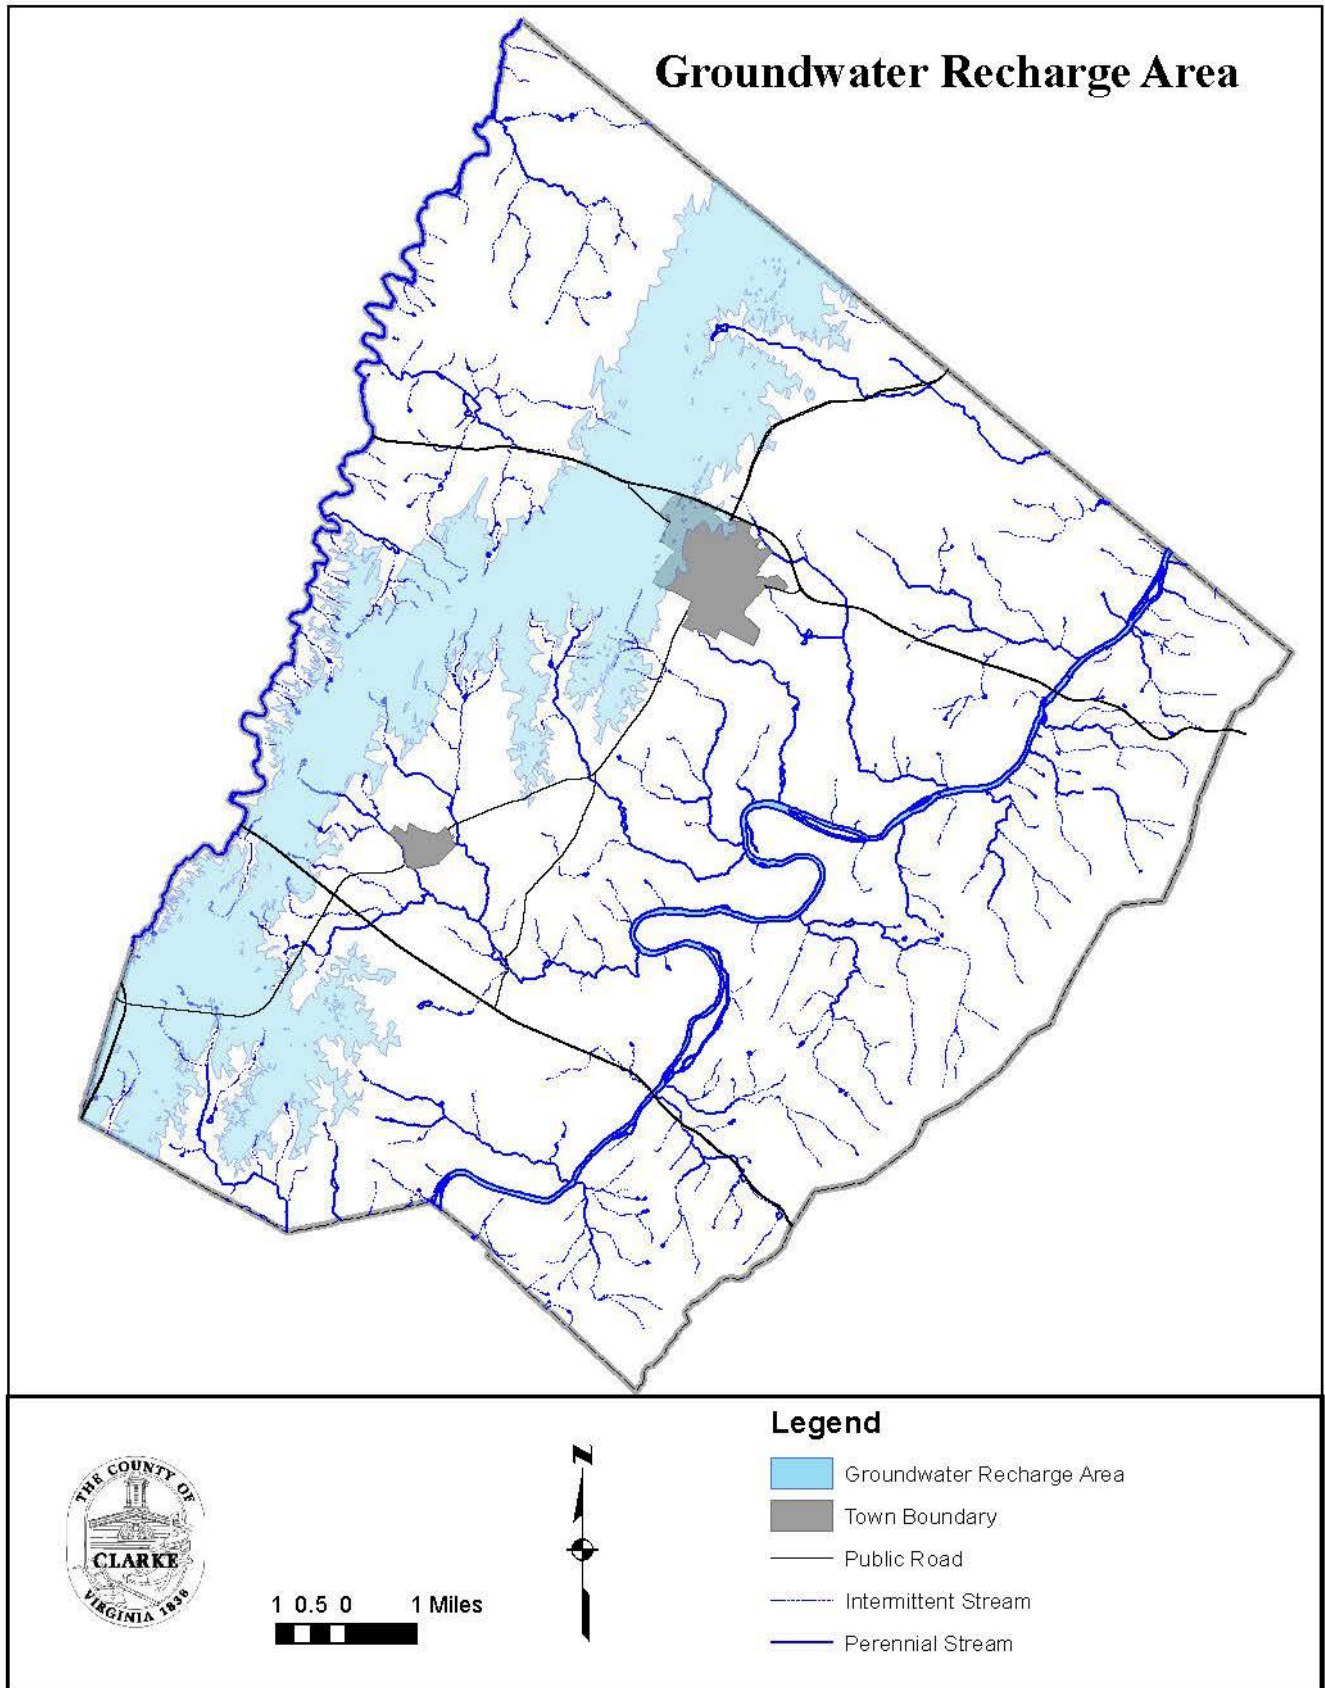 Groundwater Recharge Area
Legend
Groundwater Recharge Area
Town Boundary
Public Road
Intermittent Stream
Perennial Stream
THE COUNTY OF
CLARKE
VIRGINIA 1836
N
1 0.5 0 1 Miles